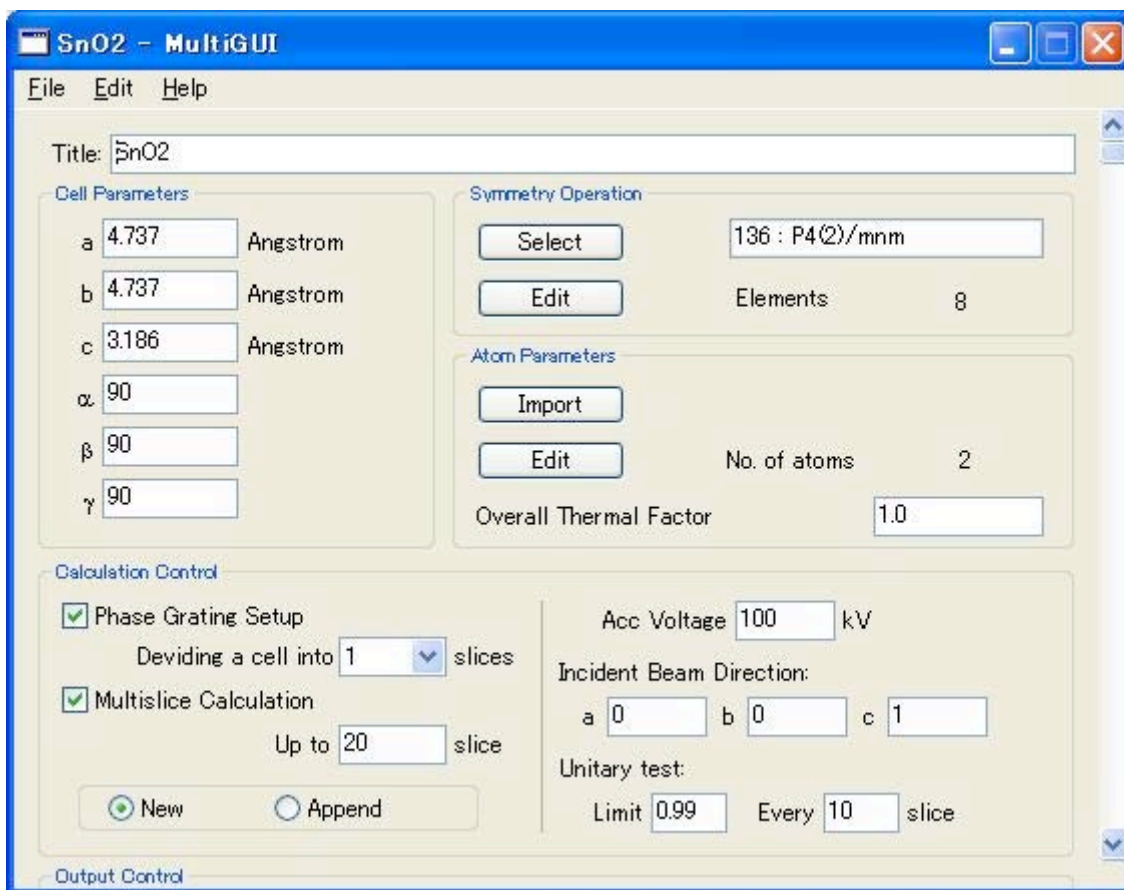 SnO2 - MultiGUI
File Edit Help
Title: SnO2
Cell Parameters
a 4.737 Angstrom
b 4.737 Angstrom
c 3.186 Angstrom
α 90
β 90
γ 90
Symmetry Operation
Select 136 : P4(2)/mnm
Edit Elements 8
Atom Parameters
Import
Edit No. of atoms 2
Overall Thermal Factor 1.0
Calculation Control
Phase Grating Setup
Deviding a cell into 1 slices
Multislice Calculation
Up to 20 slice
New Append
Acc Voltage 100 kV
Incident Beam Direction:
a 0 b 0 c 1
Unitary test:
Limit 0.99 Every 10 slice
Output Control